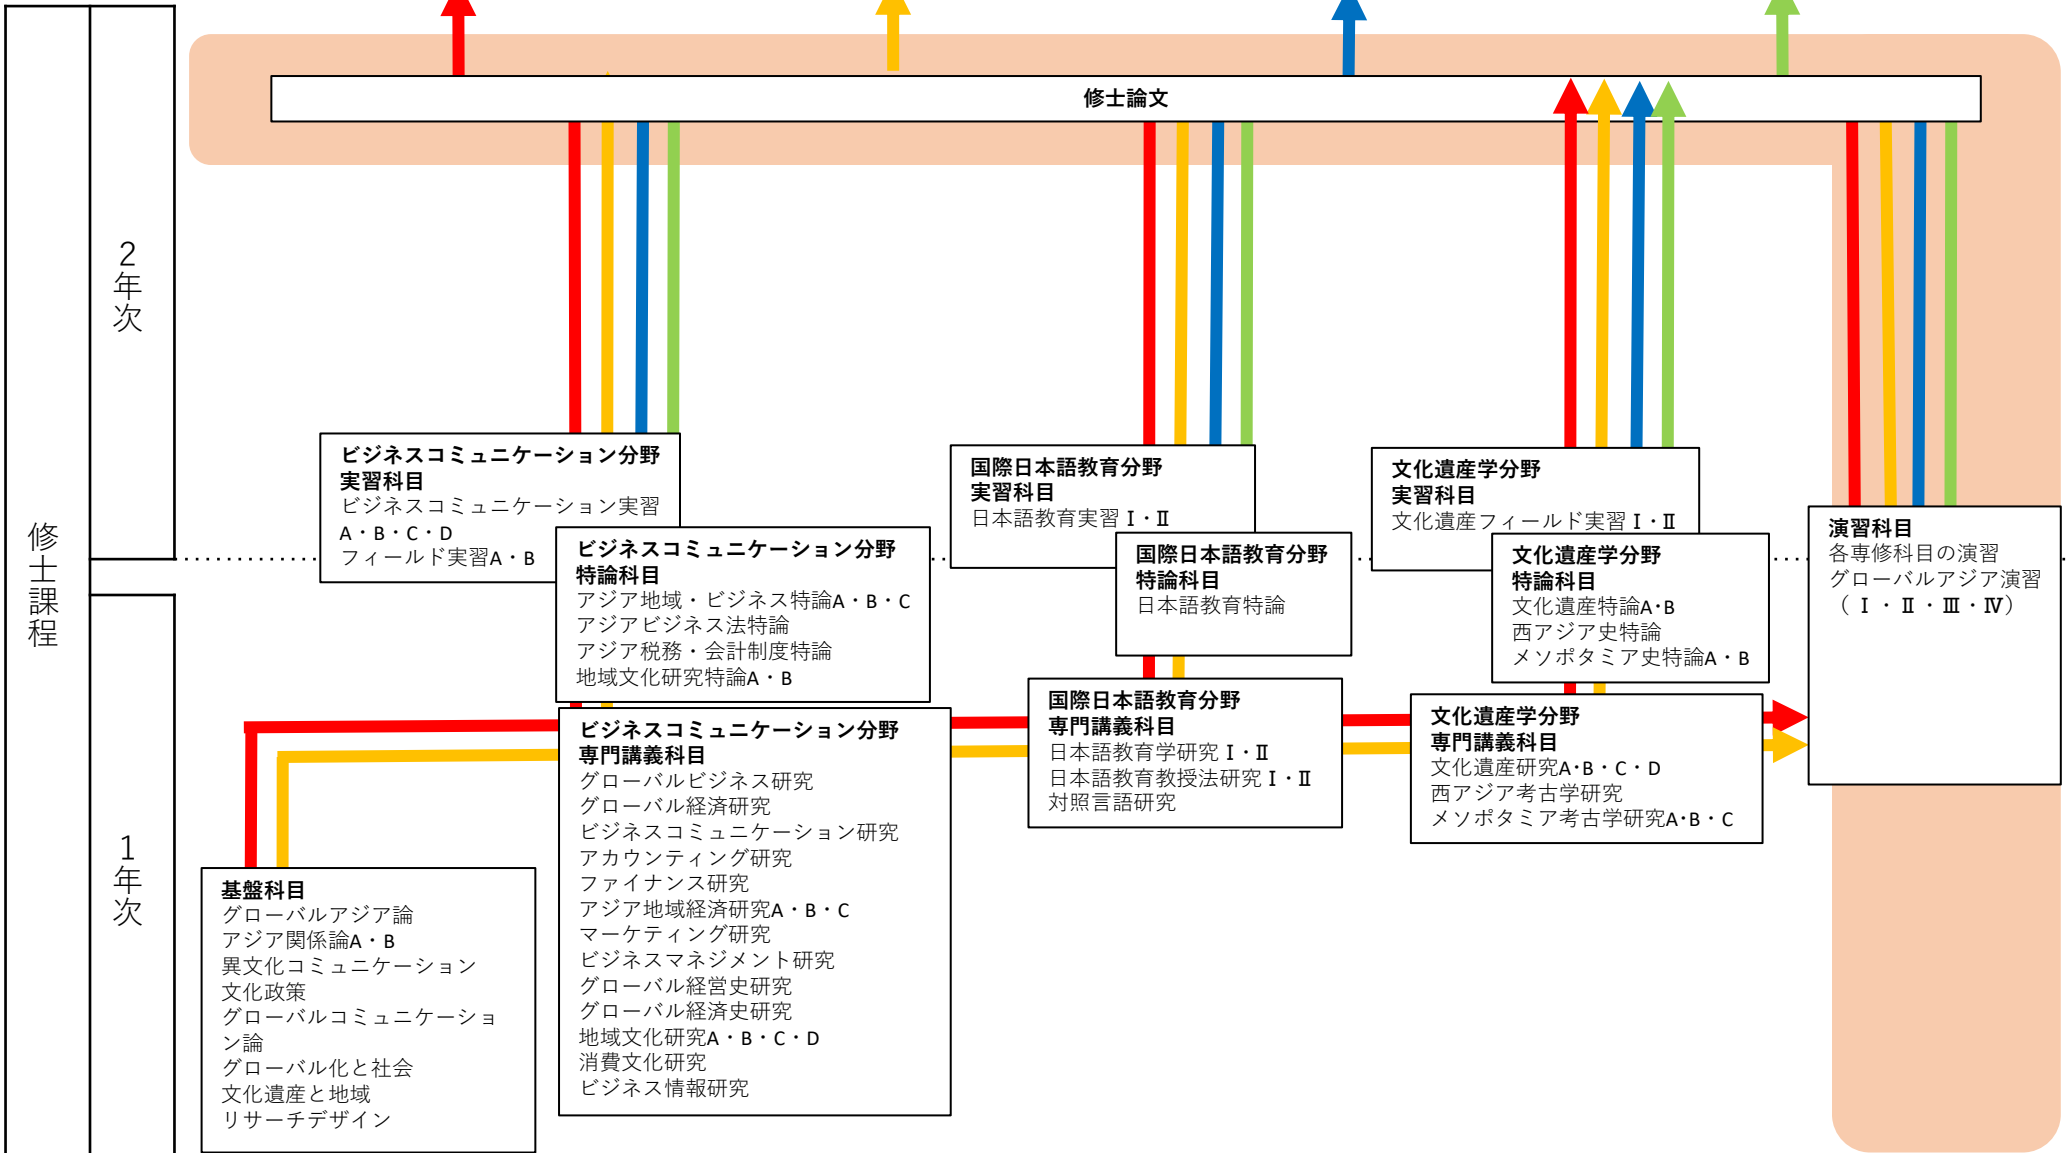 修士論文
修士課程
2年次
1年次
ビジネスコミュニケーション分野
実習科目
ビジネスコミュニケーション実習
A・B・C・D
フィールド実習A・B
ビジネスコミュニケーション分野
特論科目
アジア地域・ビジネス特論A・B・C
アジアビジネス法特論
アジア税務・会計制度特論
地域文化研究特論A・B
国際日本語教育分野
実習科目
日本語教育実習Ⅰ・Ⅱ
国際日本語教育分野
特論科目
日本語教育特論
文化遺産学分野
実習科目
文化遺産フィールド実習Ⅰ・Ⅱ
文化遺産学分野
特論科目
文化遺産特論A・B
西アジア史特論
メソポタミア史特論A・B
演習科目
各専修科目の演習
グローバルアジア演習
（Ⅰ・Ⅱ・Ⅲ・Ⅳ）
基盤科目
グローバルアジア論
アジア関係論A・B
異文化コミュニケーション
文化政策
グローバルコミュニケーショ
ン論
グローバル化と社会
文化遺産と地域
リサーチデザイン
ビジネスコミュニケーション分野
専門講義科目
グローバルビジネス研究
グローバル経済研究
ビジネスコミュニケーション研究
アカウンティング研究
ファイナンス研究
アジア地域経済研究A・B・C
マーケティング研究
ビジネスマネジメント研究
グローバル経営史研究
グローバル経済史研究
地域文化研究A・B・C・D
消費文化研究
ビジネス情報研究
国際日本語教育分野
専門講義科目
日本語教育学研究Ⅰ・Ⅱ
日本語教育教授法研究Ⅰ・Ⅱ
対照言語研究
文化遺産学分野
専門講義科目
文化遺産研究A・B・C・D
西アジア考古学研究
メソポタミア考古学研究A・B・C